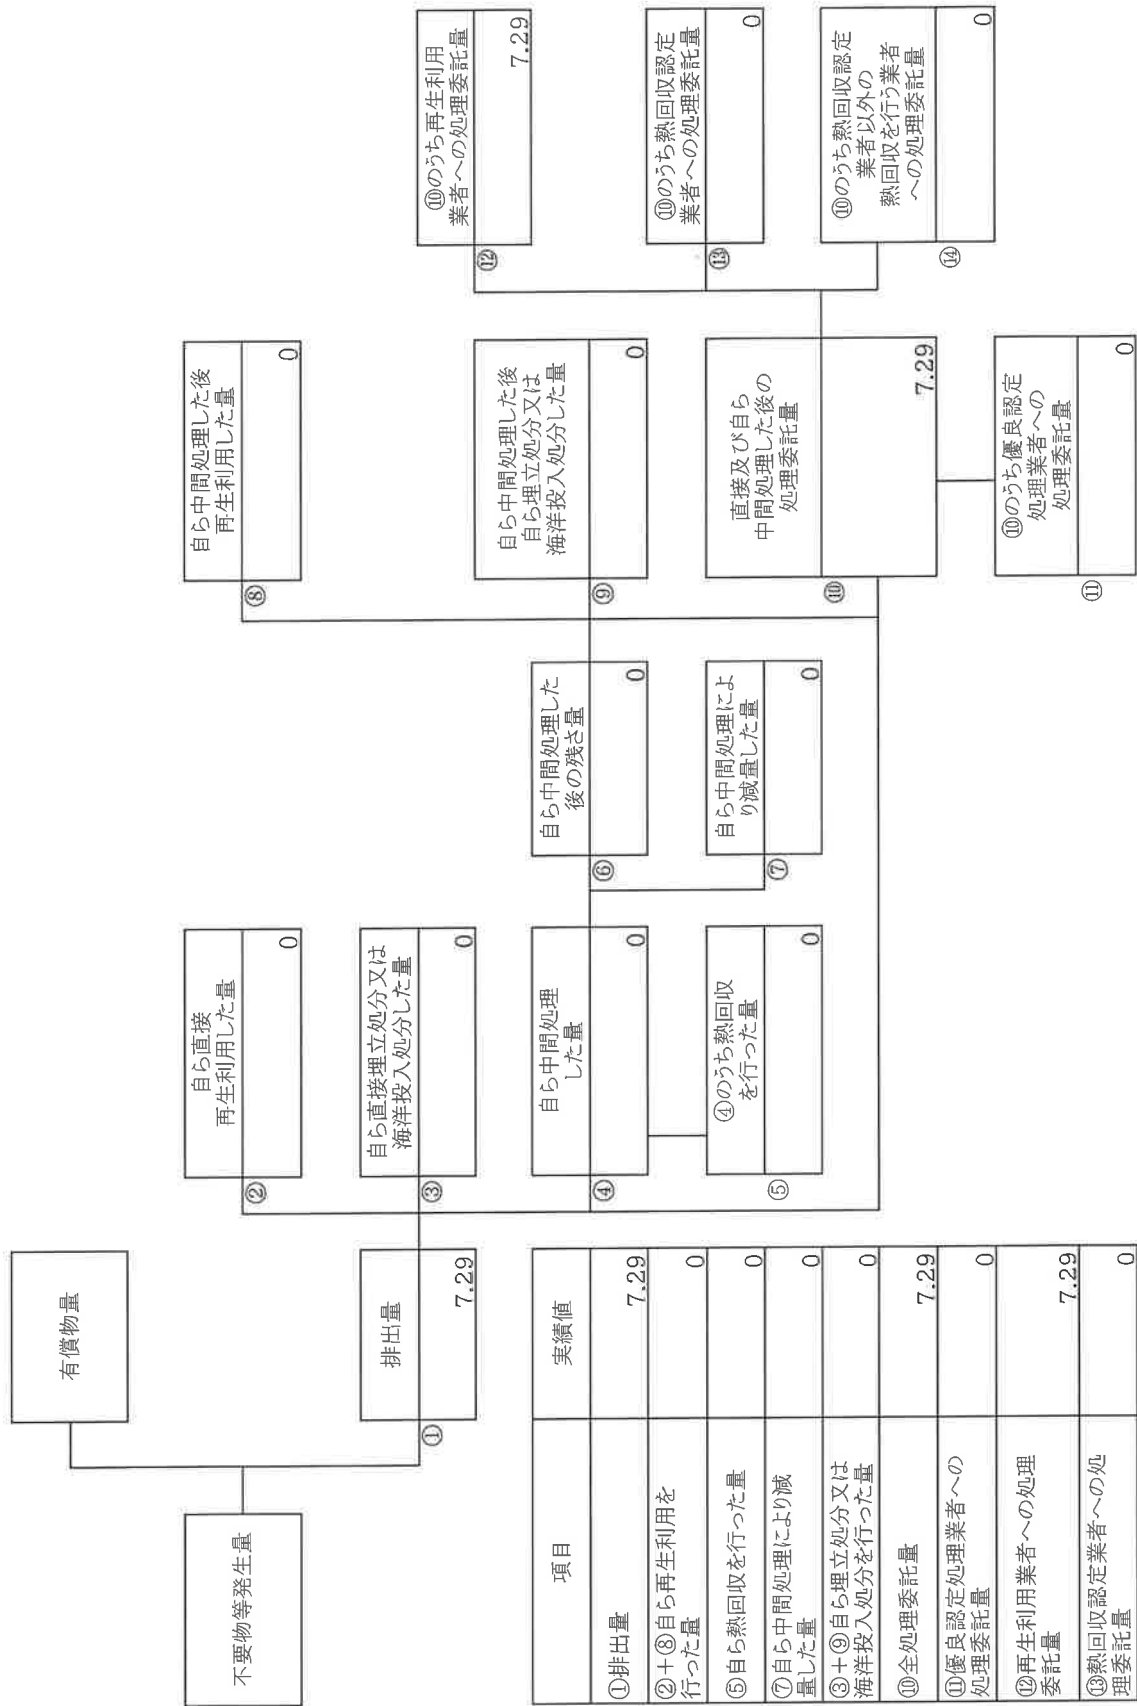 不要物等発生量
有償物量
①
排出量
7.29
②
自ら直接
再生利用した量
0
③
自ら直接埋立処分又は
海洋投入処分した量
0
④
自ら中間処理
した量
0
⑤
④のうち熱回収
を行った量
0
⑥
自ら中間処理した
後の残さ量
0
⑦
自ら中間処理によ
り減量した量
0
⑧
自ら中間処理した後
再生利用した量
0
⑨
自ら中間処理した後
自ら埋立処分又は
海洋投入処分した量
0
⑩
直接及び自ら
中間処理した後の
処理委託量
7.29
⑪
⑩のうち優良認定
処理業者への
処理委託量
0
⑫
⑩のうち再生利用
業者への処理委託量
7.29
⑬
⑩のうち熱回収認定
業者への処理委託量
0
⑭
⑩のうち熱回収認定
業者以外の
熱回収を行う業者
への処理委託量
0
項目 実績値
①排出量 7.29
②＋⑧自ら再生利用を
行った量 0
⑤自ら熱回収を行った量 0
⑦自ら中間処理により減
量した量 0
③＋⑨自ら埋立処分又は
海洋投入処分を行った量 0
⑩全処理委託量 7.29
⑪優良認定処理業者への
処理委託量 0
⑫再生利用業者への処理
委託量 7.29
⑬熱回収認定業者への処
理委託量 0